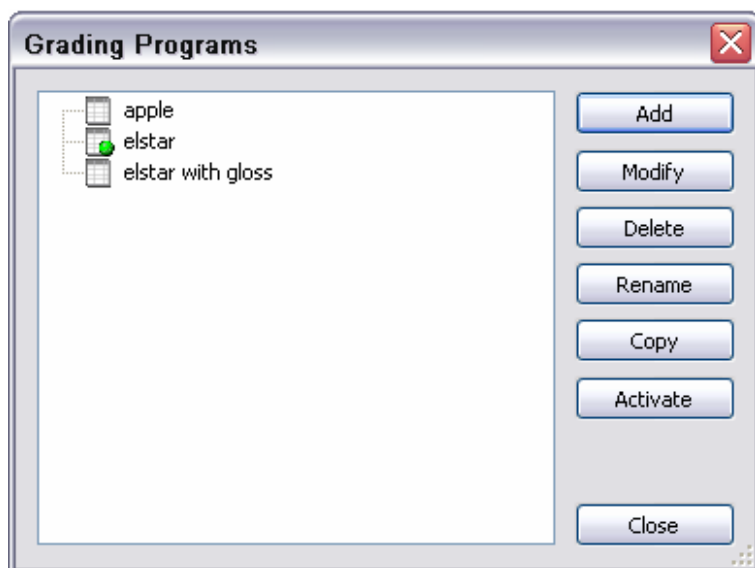 Grading Programs
apple
elstar
elstar with gloss
Add
Modify
Delete
Rename
Copy
Activate
Close